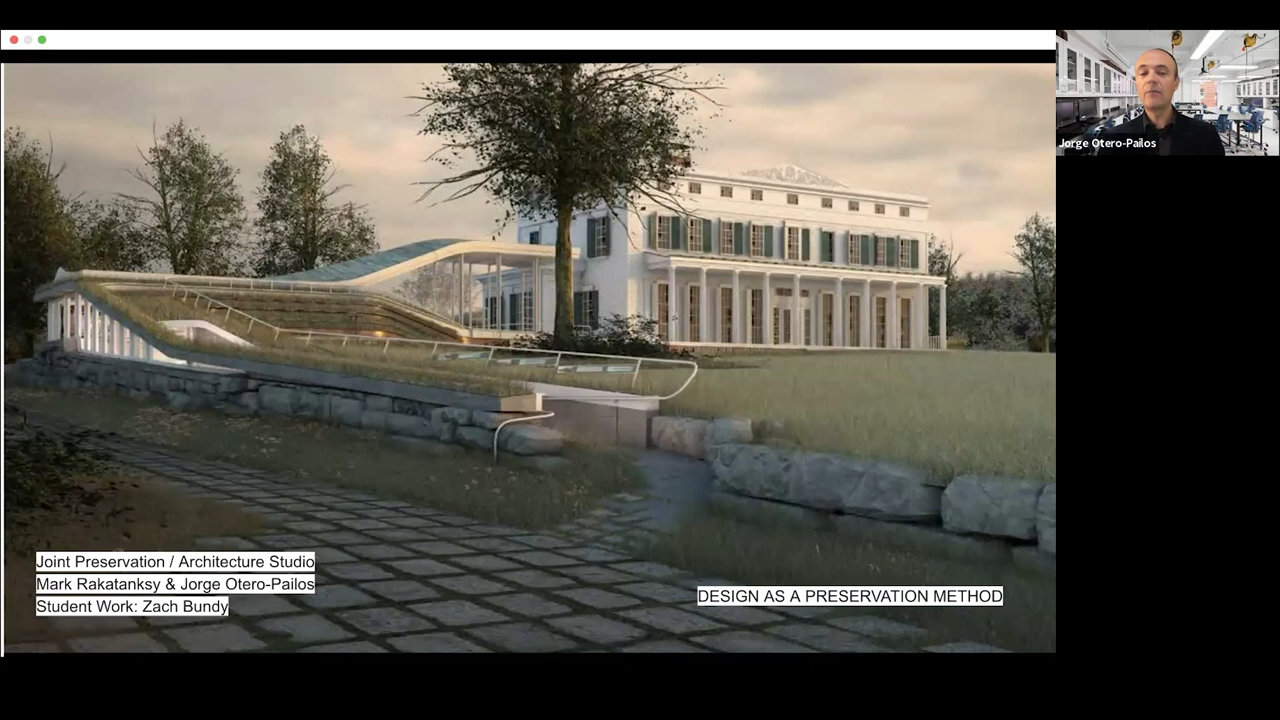 Jorge Otero-Pailos
Joint Preservation / Architecture Studio
Mark Rakatanksy & Jorge Otero-Pailos
Student Work: Zach Bundy
DESIGN AS A PRESERVATION METHOD